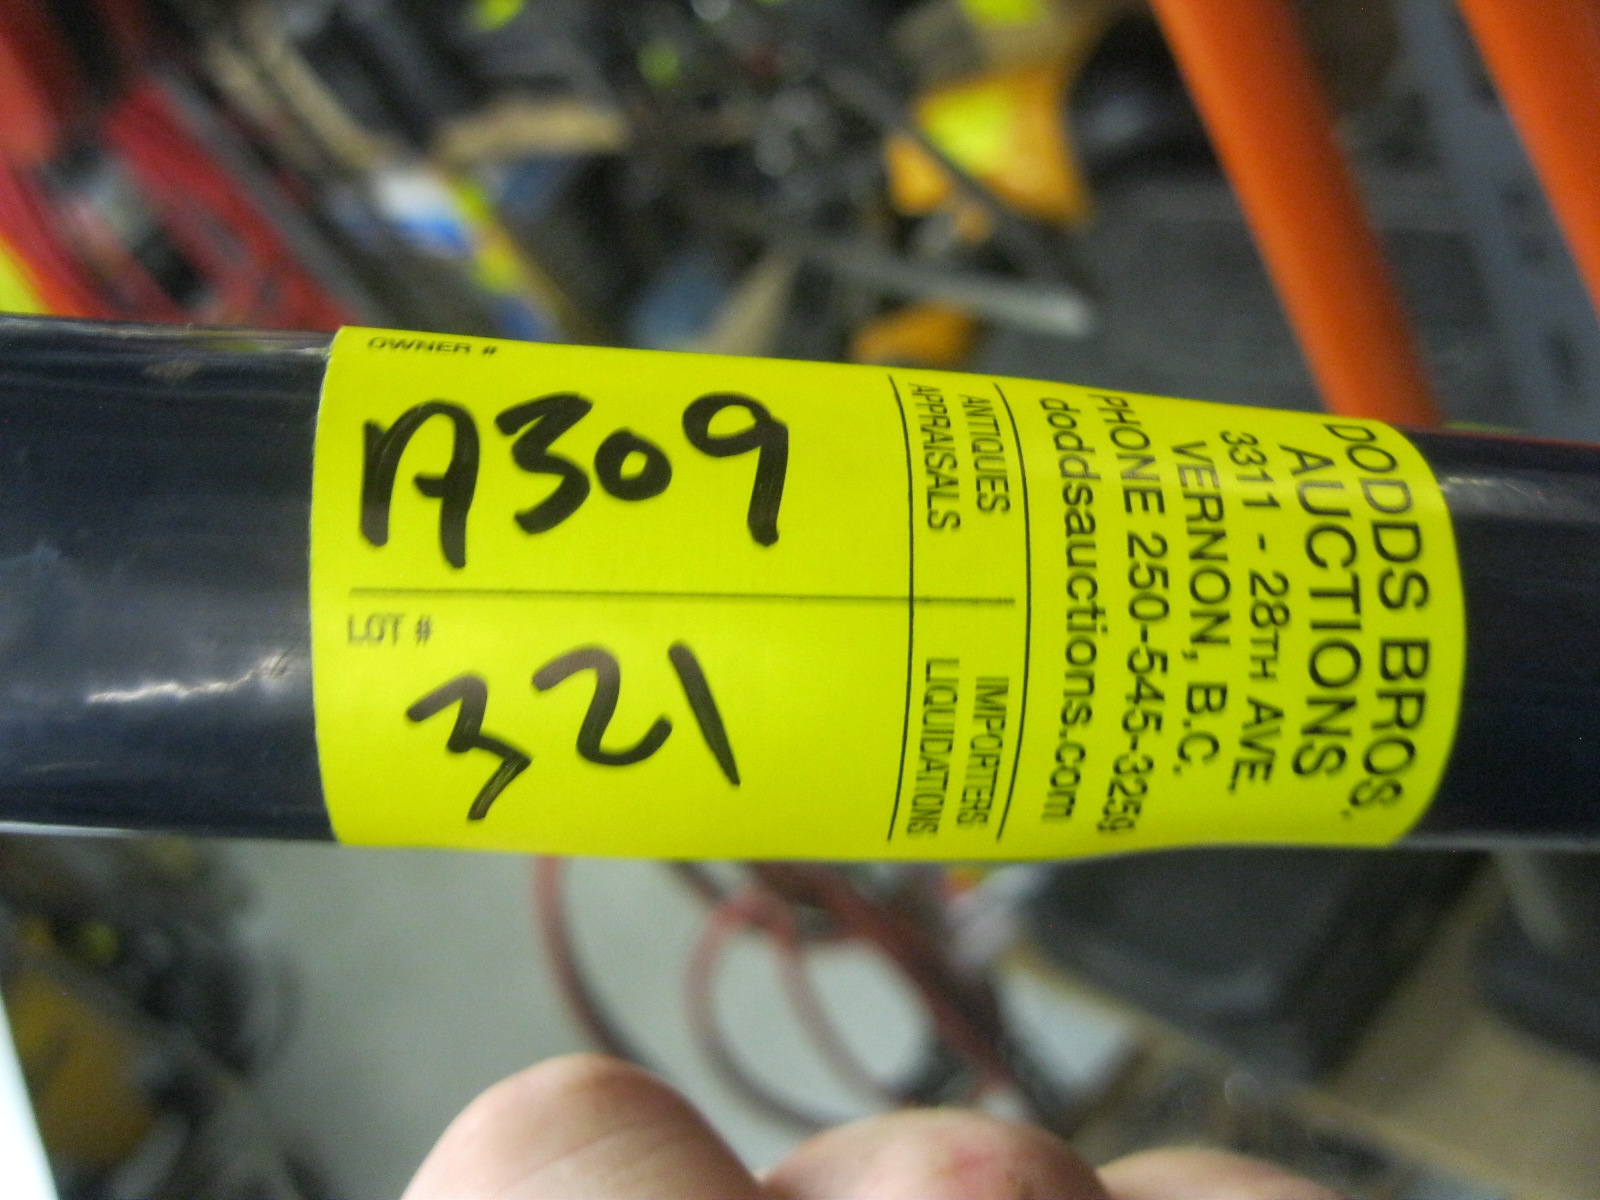 DODDS BROS.
AUCTIONS
3311 - 28TH AVE.
VERNON, B.C.
PHONE 250-545-3259
doddsauctions.com
ANTIQUES IMPORTERS
APPRAISALS LIQUIDATIONS
OWNER #
A309
LOT #
321